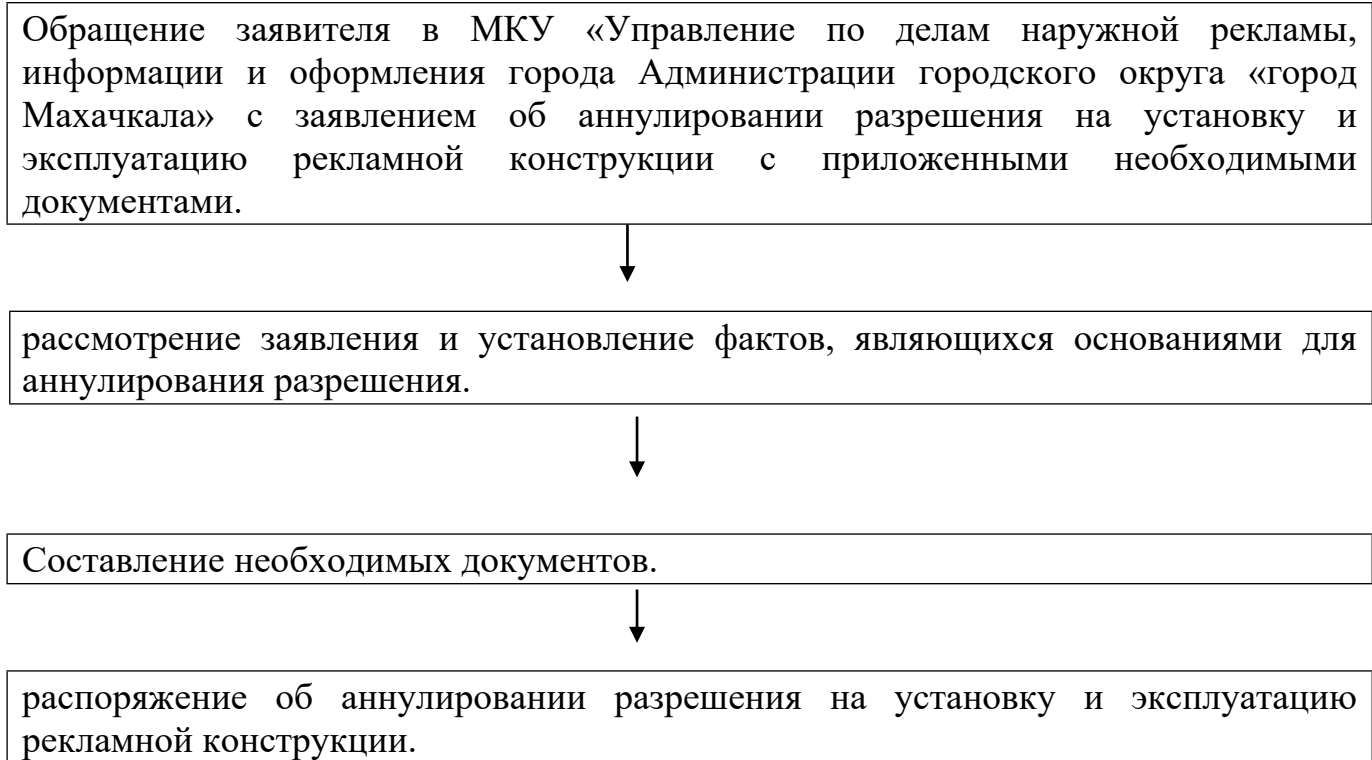 Обращение заявителя в МКУ «Управление по делам наружной рекламы,
информации и оформления города Администрации городского округа «город
Махачкала» с заявлением об аннулировании разрешения на установку и
эксплуатацию рекламной конструкции с приложенными необходимыми
документами.
рассмотрение заявления и установление фактов, являющихся основаниями для
аннулирования разрешения.
Составление необходимых документов.
распоряжение об аннулировании разрешения на установку и эксплуатацию
рекламной конструкции.